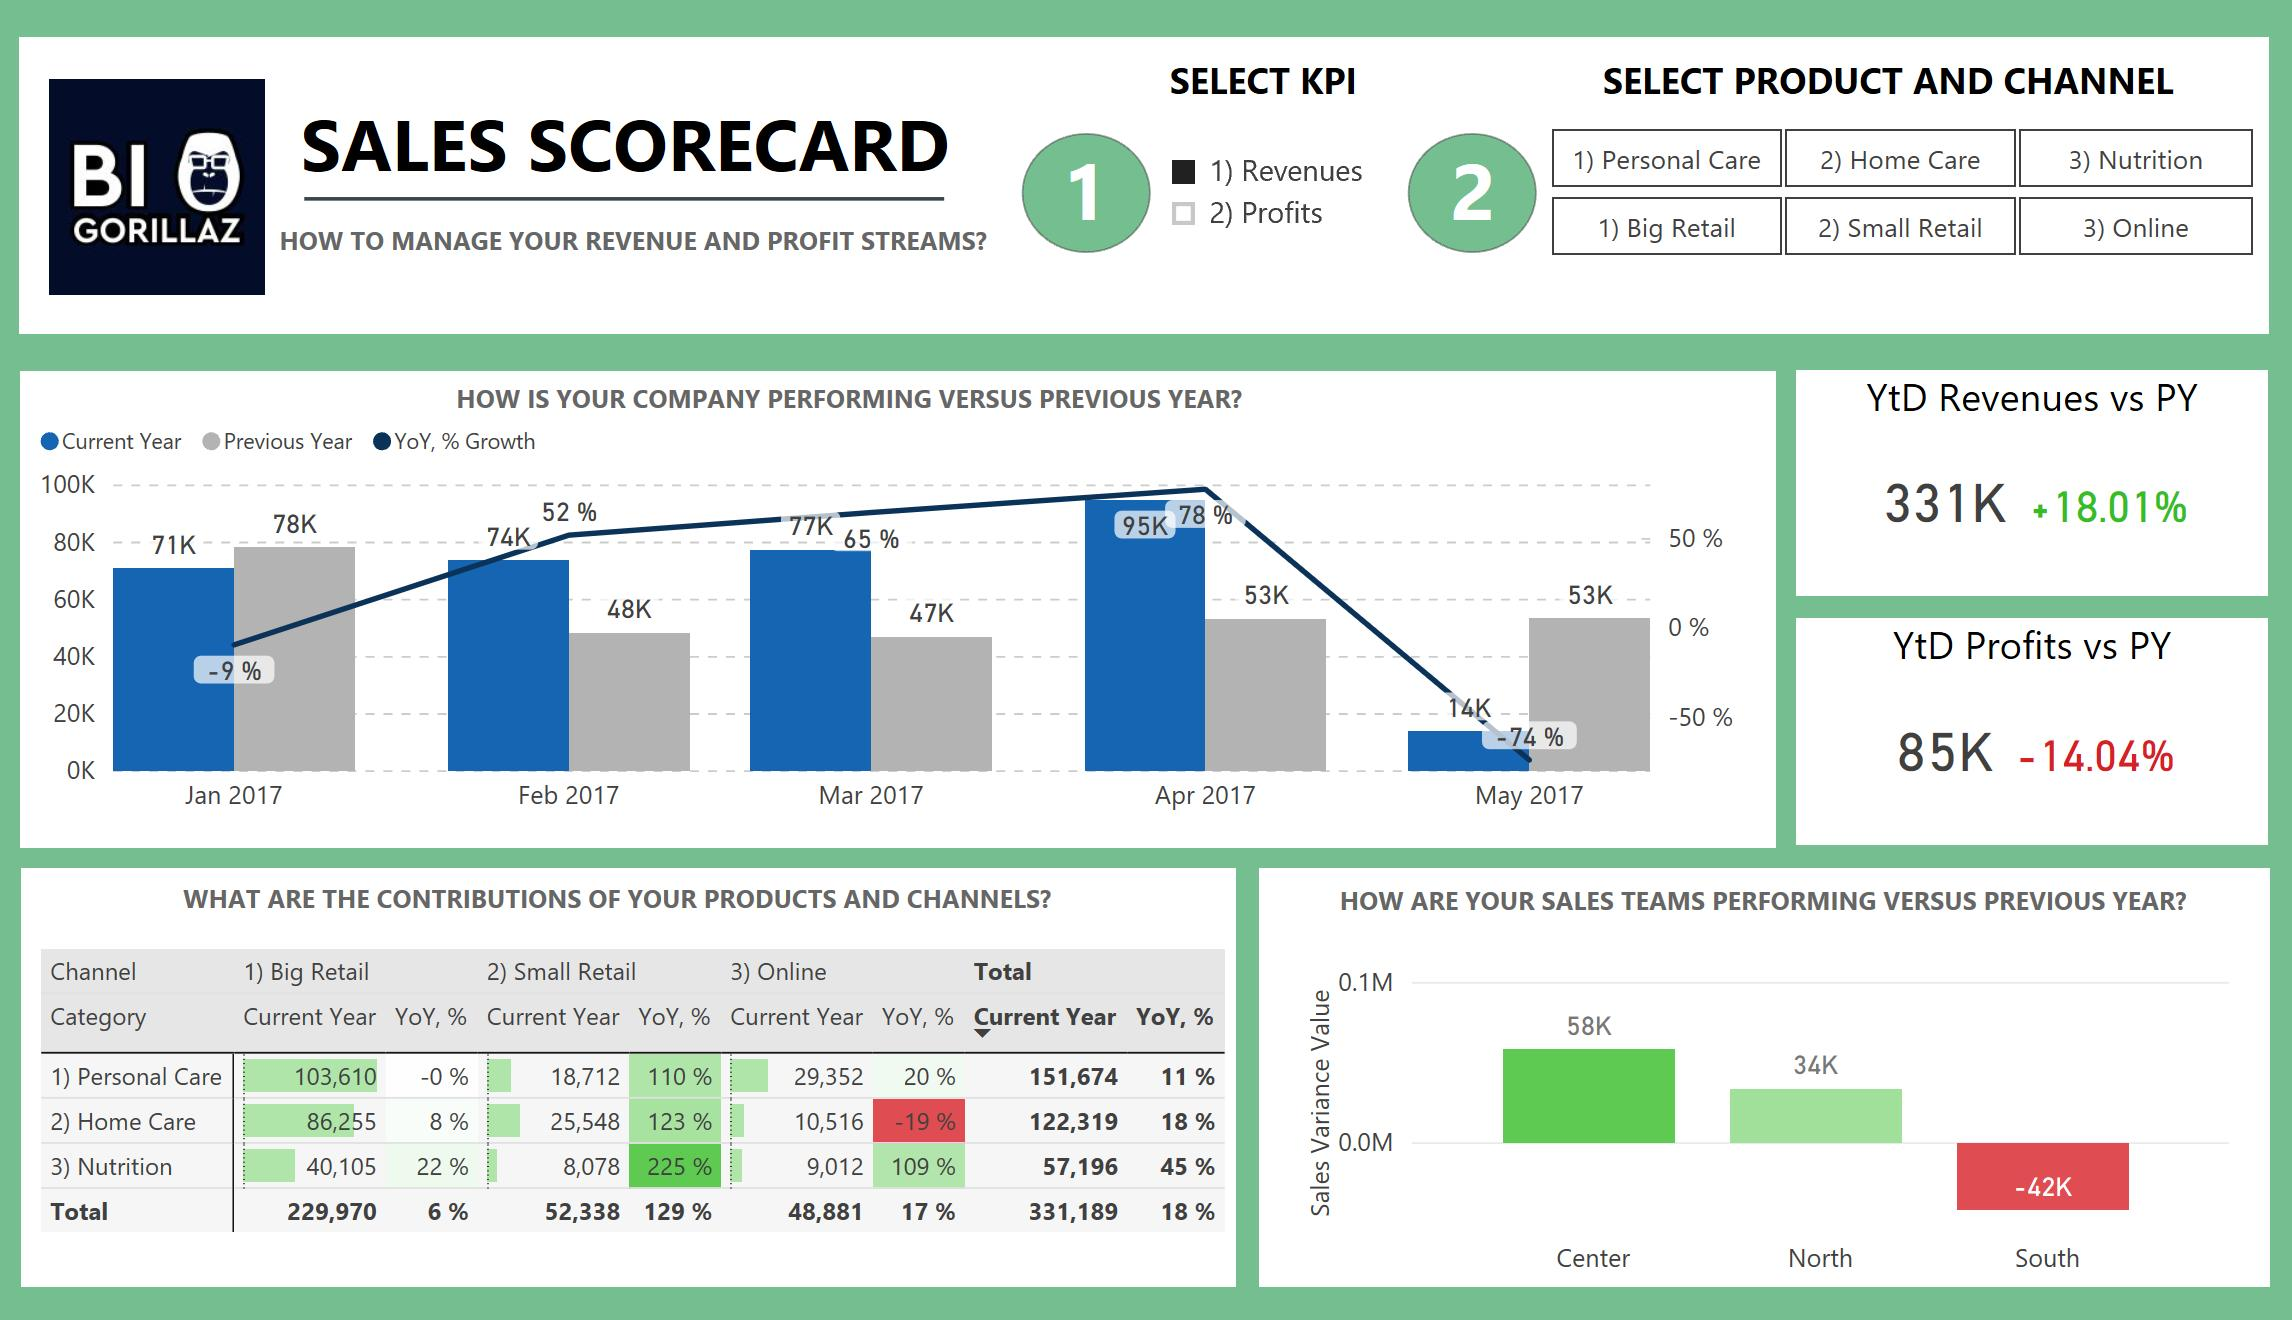 BI
GORILLAZ
SALES SCORECARD
HOW TO MANAGE YOUR REVENUE AND PROFIT STREAMS?
SELECT KPI
1
1) Revenues
2) Profits
2
SELECT PRODUCT AND CHANNEL
1) Personal Care 2) Home Care 3) Nutrition
1) Big Retail 2) Small Retail 3) Online
HOW IS YOUR COMPANY PERFORMING VERSUS PREVIOUS YEAR?
Current Year Previous Year YoY, % Growth
100K
80K
60K
40K
20K
0K
71K 78K 74K 52 % 77K 65 % 95K 78 %
48K 47K 53K 53K
-9 % 14K -74 %
50 %
0 %
-50 %
Jan 2017 Feb 2017 Mar 2017 Apr 2017 May 2017
YtD Revenues vs PY
331K +18.01%
YtD Profits vs PY
85K -14.04%
WHAT ARE THE CONTRIBUTIONS OF YOUR PRODUCTS AND CHANNELS?
Channel 1) Big Retail 2) Small Retail 3) Online Total
Category Current Year YoY, % Current Year YoY, % Current Year YoY, % Current Year YoY, %
1) Personal Care 103,610 -0 % 18,712 110 % 29,352 20 % 151,674 11 %
2) Home Care 86,255 8 % 25,548 123 % 10,516 -19 % 122,319 18 %
3) Nutrition 40,105 22 % 8,078 225 % 9,012 109 % 57,196 45 %
Total 229,970 6 % 52,338 129 % 48,881 17 % 331,189 18 %
HOW ARE YOUR SALES TEAMS PERFORMING VERSUS PREVIOUS YEAR?
Sales Variance Value
0.1M
0.0M
58K
34K
-42K
Center North South